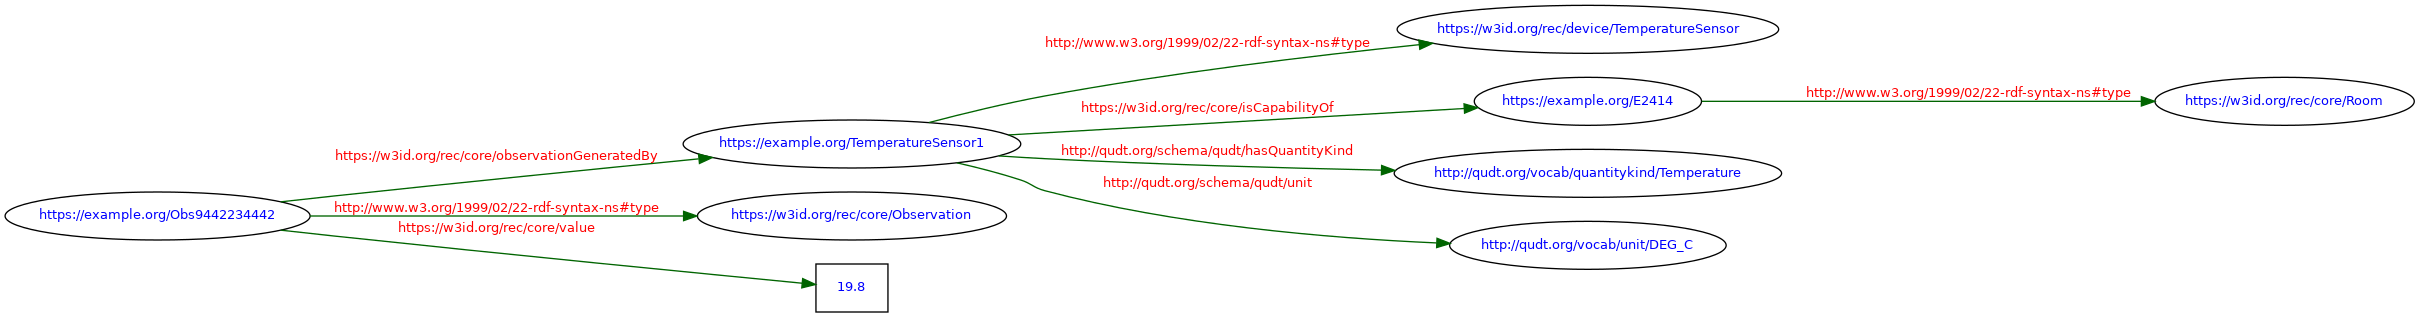 https://w3id.org/rec/device/TemperatureSensor
http://www.w3.org/1999/02/22-rdf-syntax-ns#type
https://example.org/E2414
http://www.w3.org/1999/02/22-rdf-syntax-ns#type
https://w3id.org/rec/core/Room
https://w3id.org/rec/core/isCapabilityOf
https://example.org/TemperatureSensor1
http://qudt.org/schema/qudt/hasQuantityKind
https://w3id.org/rec/core/observationGeneratedBy
http://qudt.org/vocab/quantitykind/Temperature
http://qudt.org/schema/qudt/unit
https://example.org/Obs9442234442
http://www.w3.org/1999/02/22-rdf-syntax-ns#type
https://w3id.org/rec/core/Observation
https://w3id.org/rec/core/value
http://qudt.org/vocab/unit/DEG_C
19.8